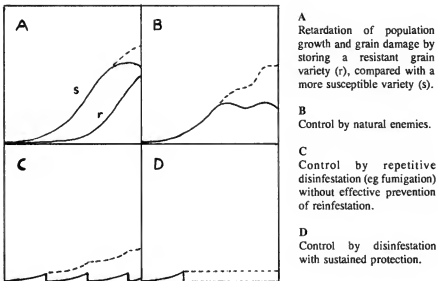 A
B
s
r
C
D
A
Retardation of population
growth and grain damage by
storing a resistant grain
variety (r), compared with a
more susceptible variety (s).
B
Control by natural enemies.
C
Control by repetitive
disinfestation (eg fumigation)
without effective prevention
of reinfestation.
D
Control by disinfestation
with sustained protection.